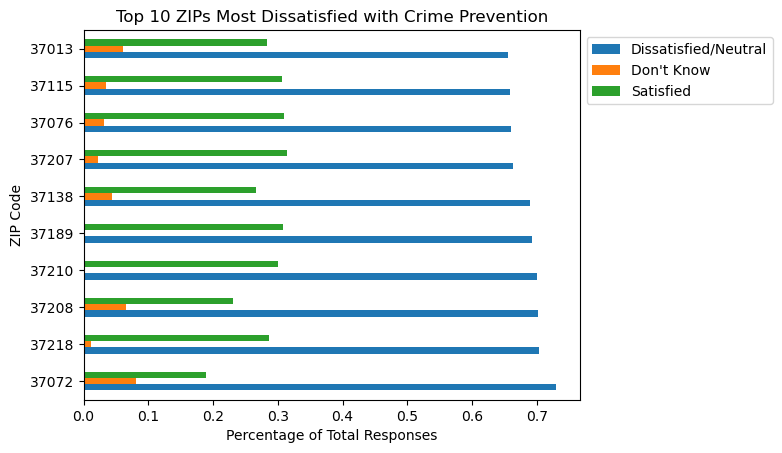 Top 10 ZIPs Most Dissatisfied with Crime Prevention
Dissatisfied/Neutral
Don't Know
Satisfied
ZIP Code
37013
37115
37076
37207
37138
37189
37210
37208
37218
37072
0.0 0.1 0.2 0.3 0.4 0.5 0.6 0.7
Percentage of Total Responses